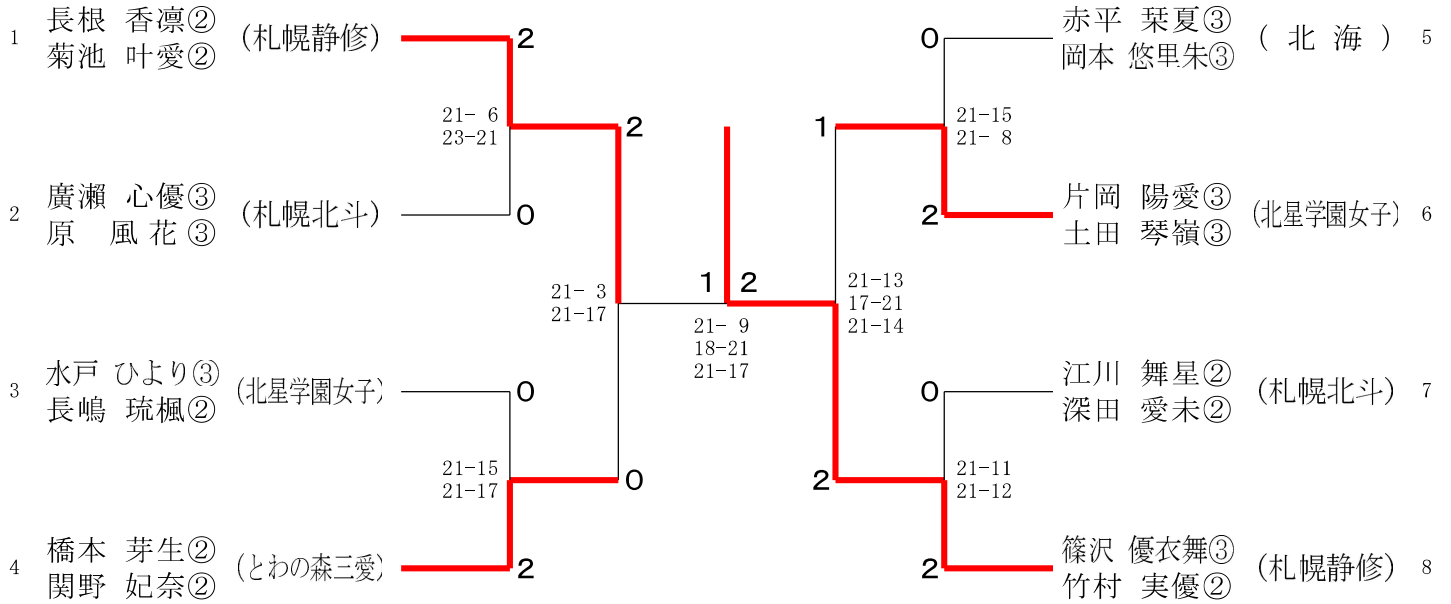 1 長根 香凛② (札幌静修)
菊池 叶愛②
2
21- 6
23-21
2
2 廣瀬 心優③ (札幌北斗)
原 風花③
0
21- 3
21-17
3 水戸 ひより③ (北星学園女子)
長嶋 琉楓②
0
21-15
21-17
0
4 橋本 芽生② (とわの森三愛)
関野 妃奈②
2
1 2
21- 9
18-21
21-17
0 赤平 栞夏③ (北海) 5
岡本 悠里朱③
1
21-15
21- 8
2 片岡 陽愛③ (北星学園女子) 6
土田 琴嶺③
21-13
17-21
21-14
0 江川 舞星② (札幌北斗) 7
深田 愛未②
2
21-11
21-12
2 篠沢 優衣舞③ (札幌静修) 8
竹村 実優②